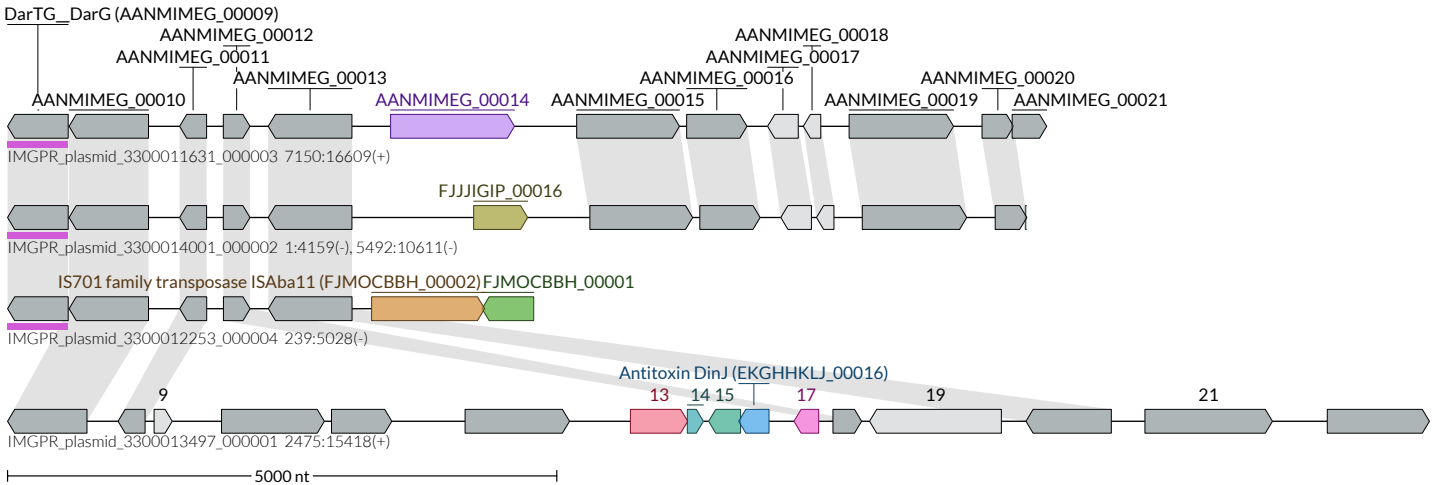 DarTG__DarG (AANMIMEG_00009)
AANMIMEG_00012
AANMIMEG_00018
AANMIMEG_00011
AANMIMEG_00017
AANMIMEG_00013
AANMIMEG_00016
AANMIMEG_00020
AANMIMEG_00010
AANMIMEG_00014
AANMIMEG_00015
AANMIMEG_00019
AANMIMEG_00021
IMGPR_plasmid_3300011631_000003 7150:16609(+)
FJJJIGIP_00016
IMGPR_plasmid_3300014001_000002 1:4159(-), 5492:10611(-)
IS701 family transposase ISAba11 (FJMOCBBH_00002)
FJMOCBBH_00001
IMGPR_plasmid_3300012253_000004 239:5028(-)
Antitoxin DinJ (EKGHHKLJ_00016)
9
13
14
15
17
19
21
IMGPR_plasmid_3300013497_000001 2475:15418(+)
5000 nt